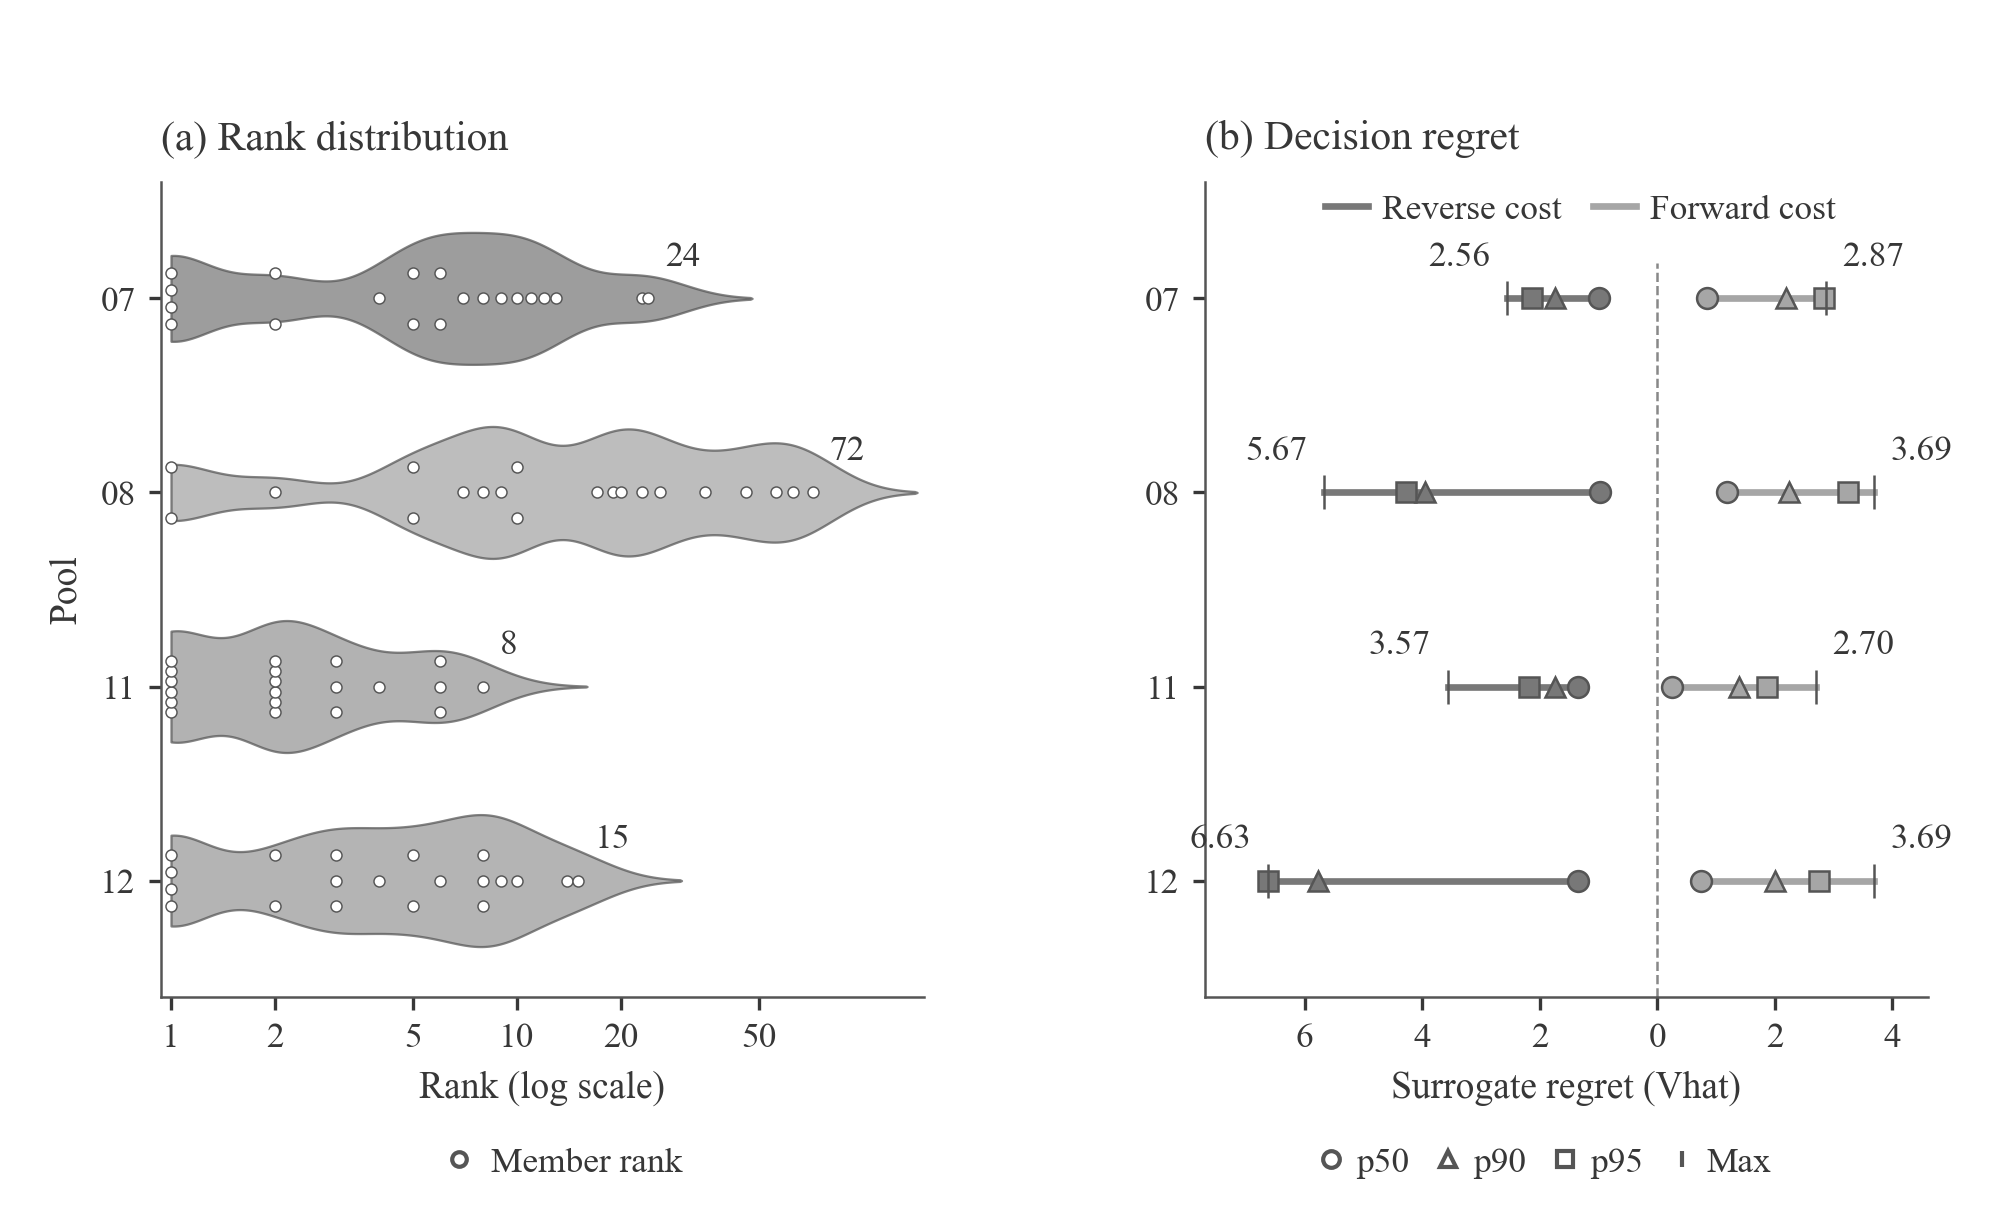 (a) Rank distribution
24
07
72
08
8
11
15
12
Pool
1 2 5 10 20 50
Rank (log scale)
Member rank
(b) Decision regret
Reverse cost Forward cost
2.56 2.87
07
5.67 3.69
08
3.57 2.70
11
6.63 3.69
12
6 4 2 0 2 4
Surrogate regret (Vhat)
p50 p90 p95 Max